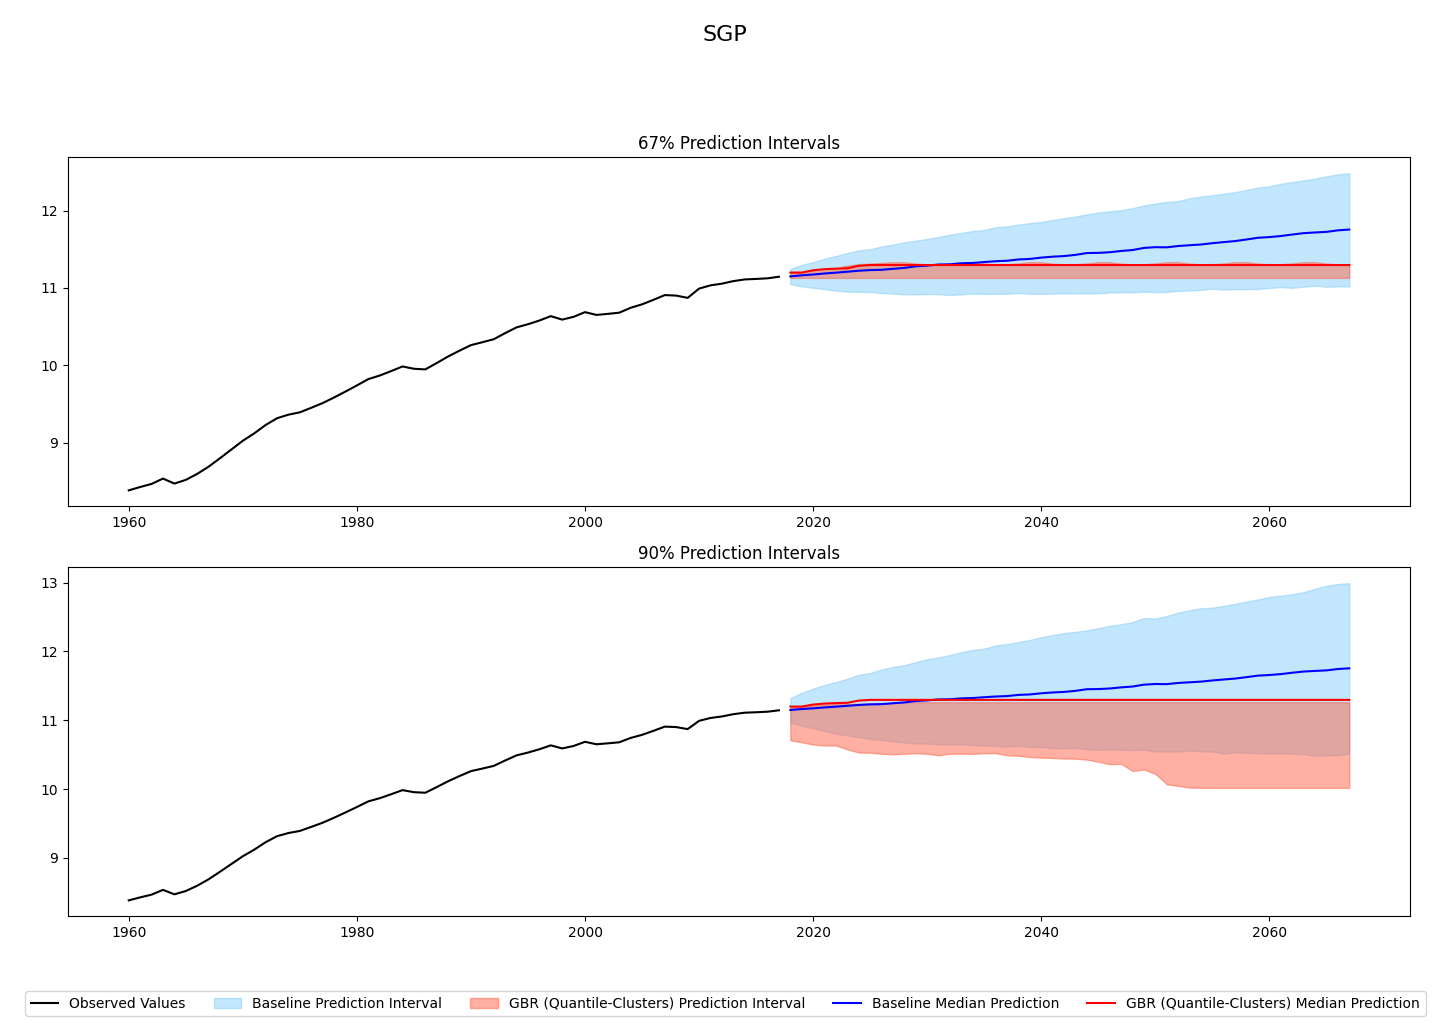 SGP
67% Prediction Intervals
12
11
10
9
1960 1980 2000 2020 2040 2060
90% Prediction Intervals
13
12
11
10
9
1960 1980 2000 2020 2040 2060
Observed Values Baseline Prediction Interval GBR (Quantile-Clusters) Prediction Interval Baseline Median Prediction GBR (Quantile-Clusters) Median Prediction